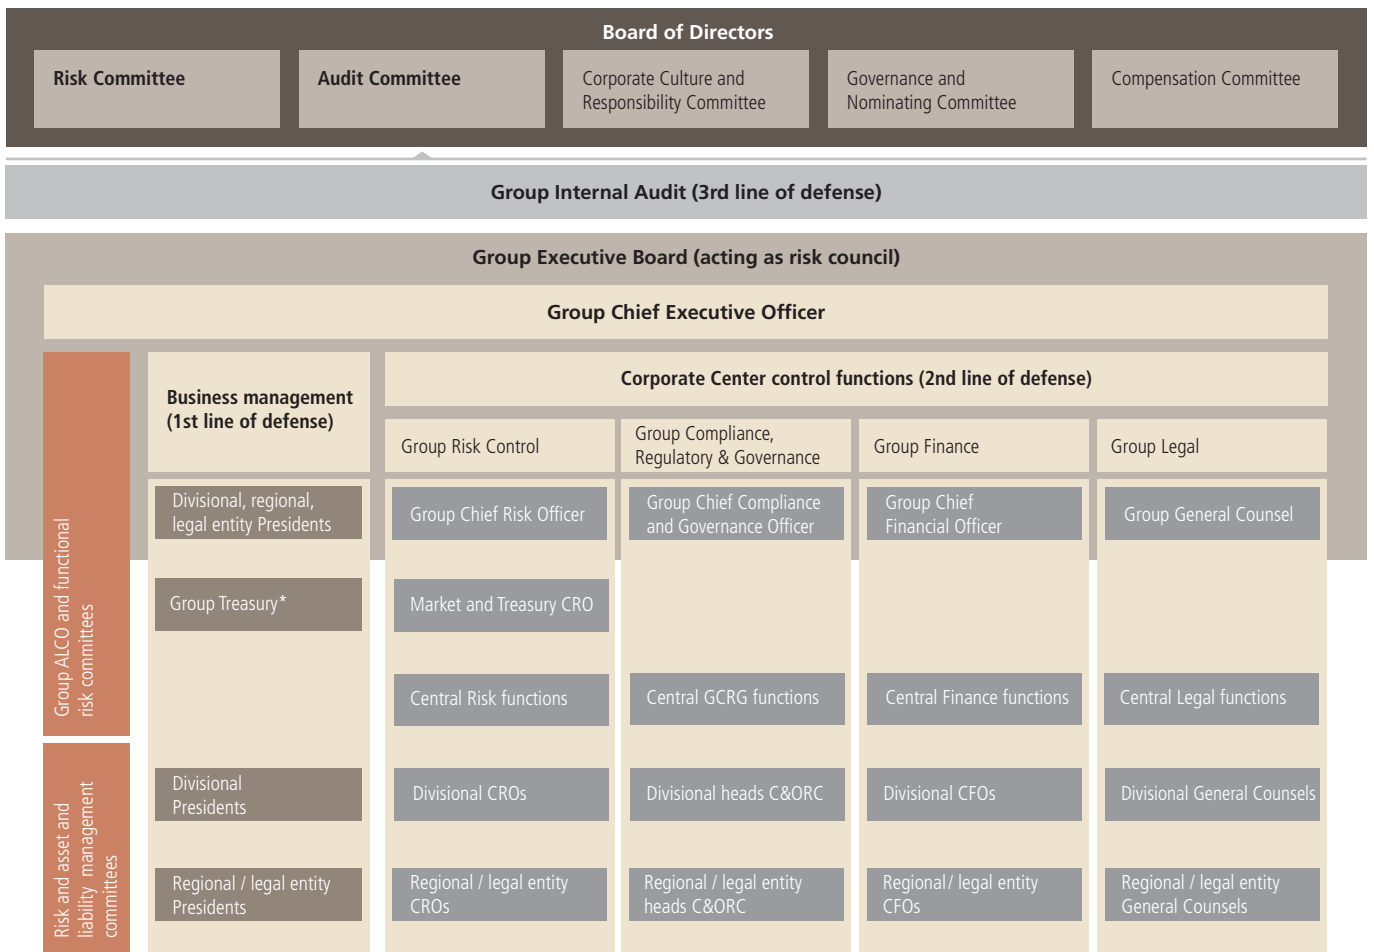 Board of Directors
Risk Committee
Audit Committee
Corporate Culture and
Responsibility Committee
Governance and
Nominating Committee
Compensation Committee
Group Internal Audit (3rd line of defense)
Group Executive Board (acting as risk council)
Group Chief Executive Officer
Group ALCO and functional
risk committees
Business management
(1st line of defense)
Corporate Center control functions (2nd line of defense)
Group Risk Control
Group Compliance,
Regulatory & Governance
Group Finance
Group Legal
Divisional, regional,
legal entity Presidents
Group Chief Risk Officer
Group Chief Compliance
and Governance Officer
Group Chief
Financial Officer
Group General Counsel
Group Treasury*
Market and Treasury CRO
Central Risk functions
Central GCRG functions
Central Finance functions
Central Legal functions
Risk and asset and
liability management
committees
Divisional
Presidents
Divisional CROs
Divisional heads C&ORC
Divisional CFOs
Divisional General Counsels
Regional / legal entity
Presidents
Regional / legal entity
CROs
Regional / legal entity
heads C&ORC
Regional / legal entity
CFOs
Regional / legal entity
General Counsels